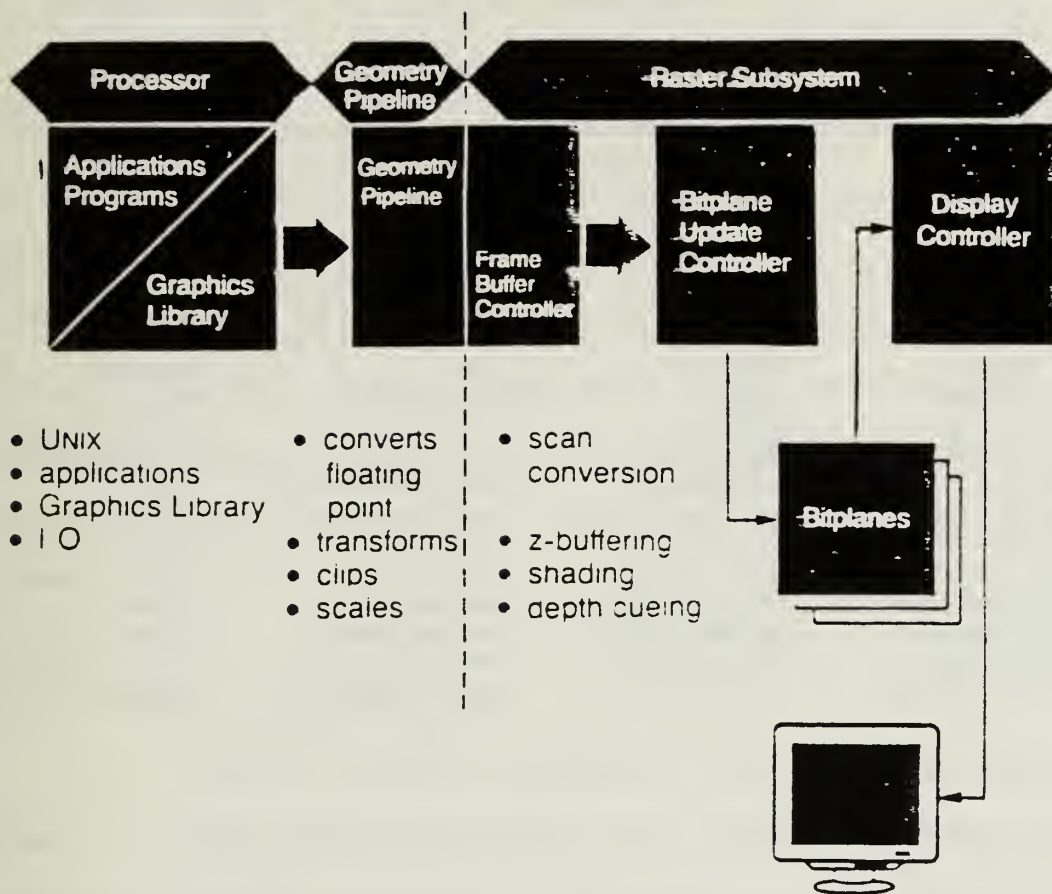 Processor
Geometry
Pipeline
Raster Subsystem
Applications
Programs
Graphics
Library
Geometry
Pipeline
Frame
Buffer
Controller
Bitplane
Update
Controller
Display
Controller
• UNIX
• applications
• Graphics Library
• I O
• converts
floating
point
• transforms
• clips
• scales
• scan
conversion
• z-buffering
• shading
• depth cueing
Bitplanes